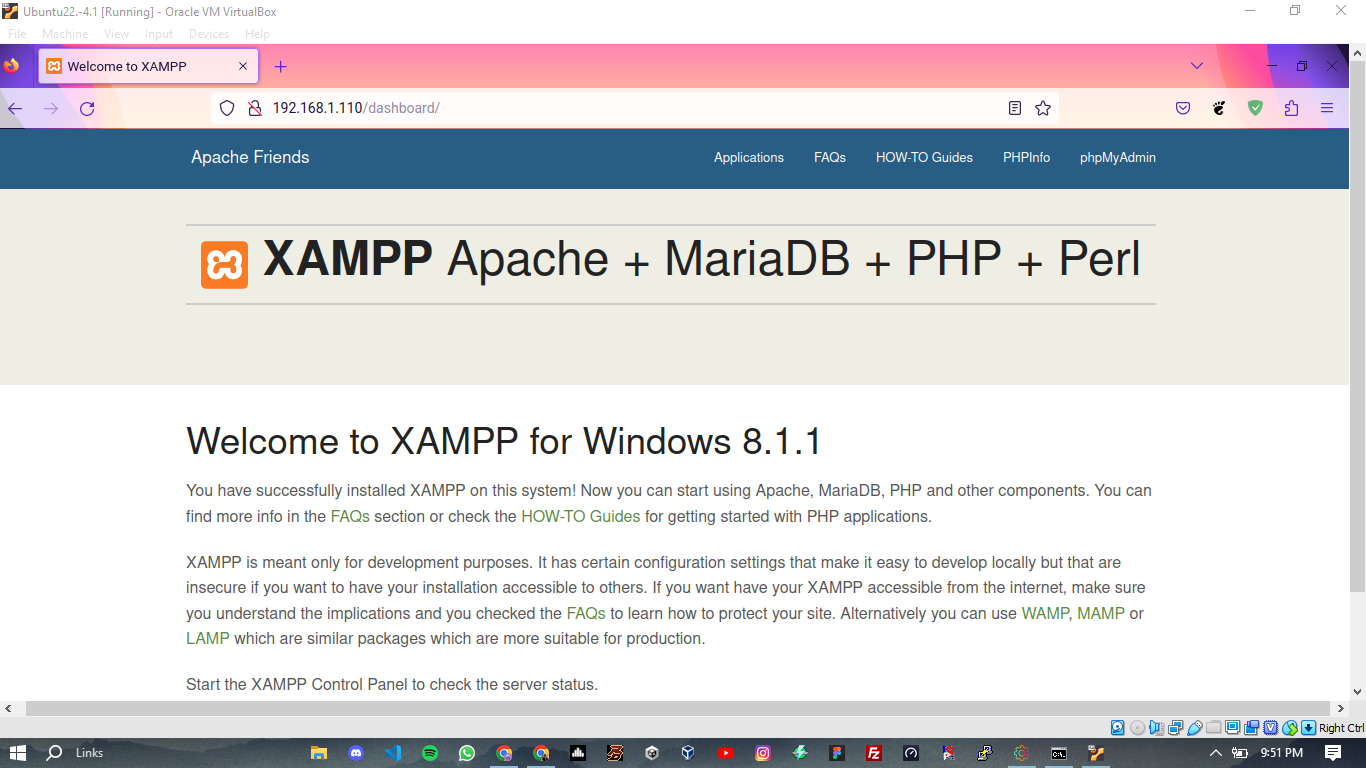 Ubuntu22.-4.1 [Running] - Oracle VM VirtualBox
File Machine View Input Devices Help
Welcome to XAMPP
192.168.1.110/dashboard/
Apache Friends
Applications FAQs HOW-TO Guides PHPInfo phpMyAdmin
XAMPP Apache + MariaDB + PHP + Perl
Welcome to XAMPP for Windows 8.1.1
You have successfully installed XAMPP on this system! Now you can start using Apache, MariaDB, PHP and other components. You can
find more info in the FAQs section or check the HOW-TO Guides for getting started with PHP applications.
XAMPP is meant only for development purposes. It has certain configuration settings that make it easy to develop locally but that are
insecure if you want to have your installation accessible to others. If you want have your XAMPP accessible from the internet, make sure
you understand the implications and you checked the FAQs to learn how to protect your site. Alternatively you can use WAMP, MAMP or
LAMP which are similar packages which are more suitable for production.
Start the XAMPP Control Panel to check the server status.
Right Ctrl
Links
9:51 PM